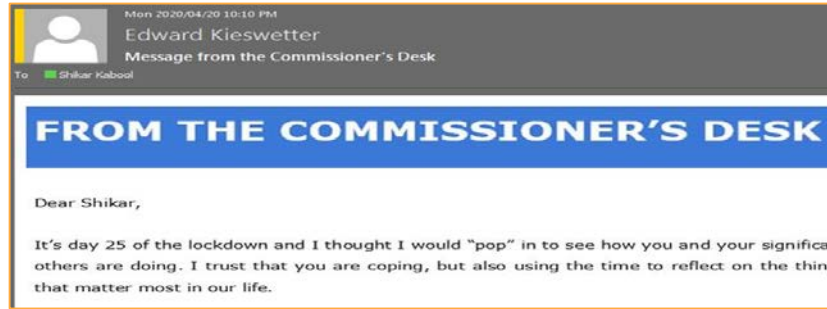 Mon 2020/04/20 10:10 PM
Edward Kieswetter
Message from the Commissioner's Desk
To Shikar Kabool
FROM THE COMMISSIONER'S DESK
Dear Shikar,
It's day 25 of the lockdown and I thought I would "pop" in to see how you and your significa
others are doing. I trust that you are coping, but also using the time to reflect on the thin
that matter most in our life.